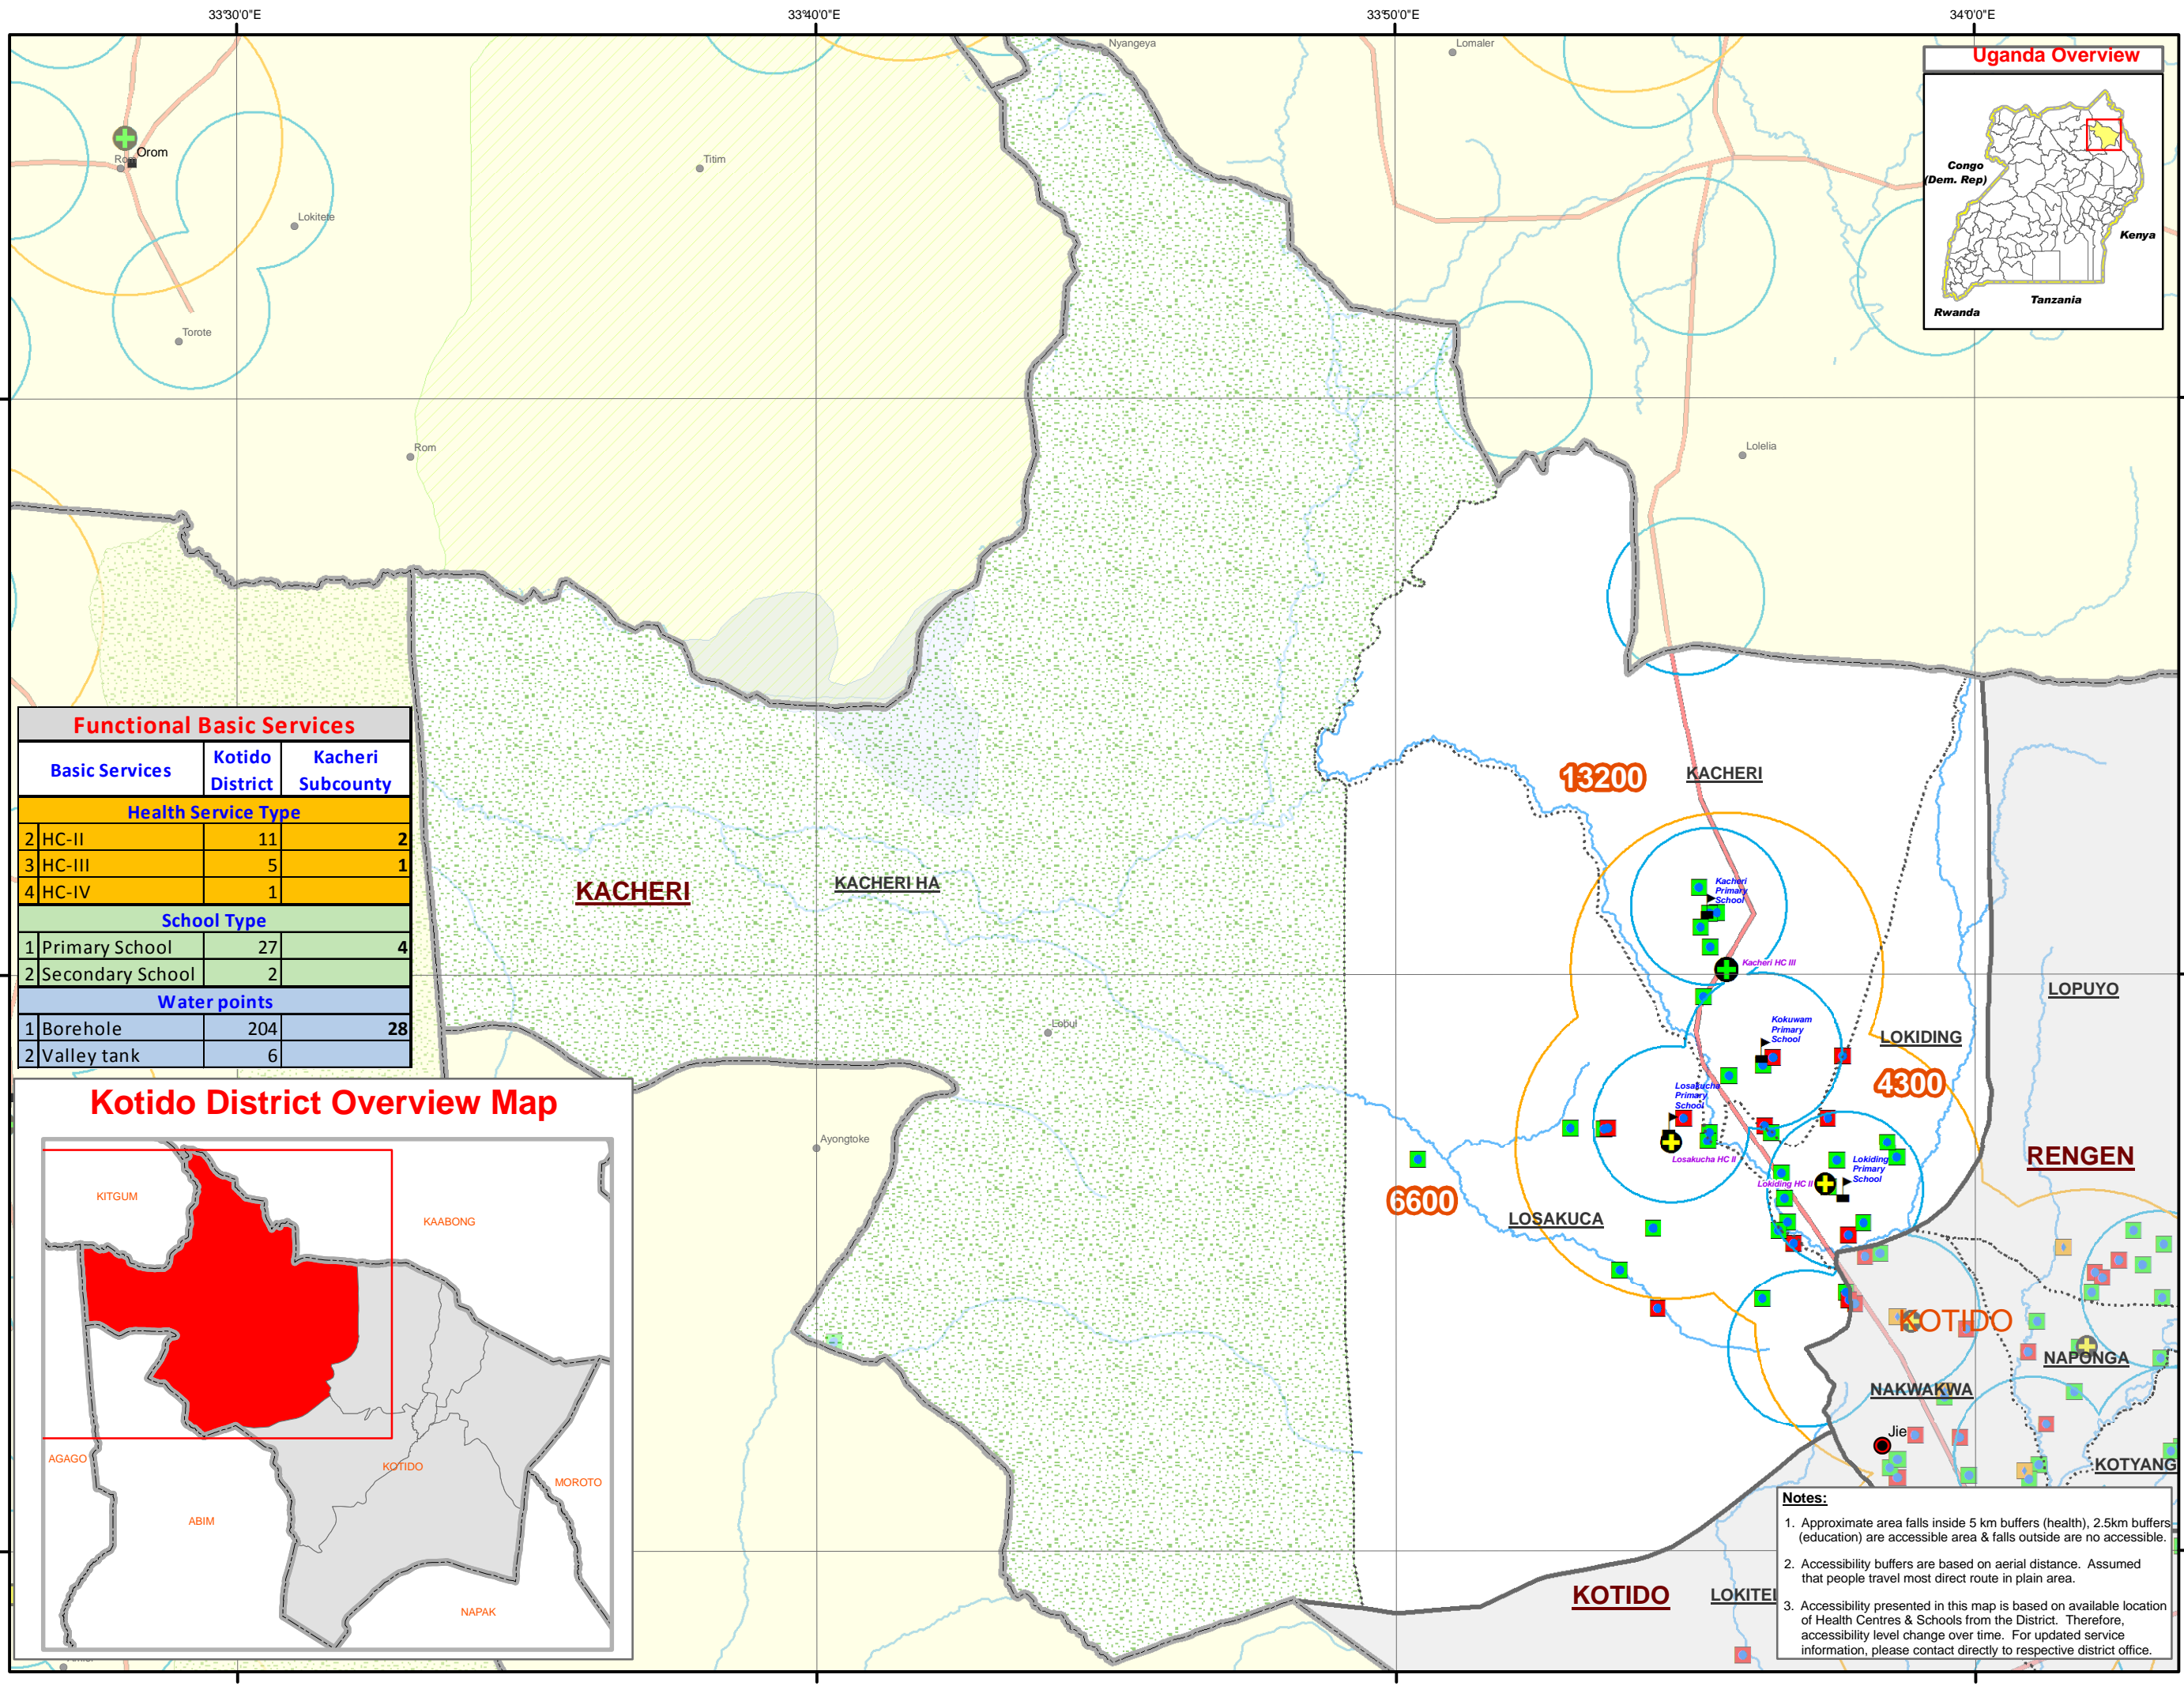 33°30'0"E
33°40'0"E
33°50'0"E
34°0'0"E
Nyangeya
Lomaler
Uganda Overview
Congo
(Dem. Rep)
Kenya
Tanzania
Rwanda
Orom
Titim
Lokitete
Torote
Rom
Lolelia
Functional Basic Services
Basic Services Kotido District Kacheri Subcounty
Health Service Type
2 HC-II 11 2
3 HC-III 5 1
4 HC-IV 1
School Type
1 Primary School 27 4
2 Secondary School 2
Water points
1 Borehole 204 28
2 Valley tank 6
KACHERI
KACHERI HA
13200
KACHERI
Kacheri
Primary
School
Kacheri HC III
LOPUYO
Lobul
Kokuwam
Primary
School
LOKIDING
4300
Losakucha
Primary
School
Ayongtoke
Losakucha HC II
Lokiding
Primary
School
Lokiding HC II
RENGEN
6600
LOSAKUCA
KOTIDO
NAPONGA
NAKWAKWA
Jie
KOTYANG
KOTIDO
Kotido District Overview Map
KITGUM
KAABONG
AGAGO
KOTIDO
MOROTO
ABIM
NAPAK
Notes:
1. Approximate area falls inside 5 km buffers (health), 2.5km buffers
(education) are accessible area & falls outside are no accessible.
2. Accessibility buffers are based on aerial distance. Assumed
that people travel most direct route in plain area.
3. Accessibility presented in this map is based on available location
of Health Centres & Schools from the District. Therefore,
accessibility level change over time. For updated service
information, please contact directly to respective district office.